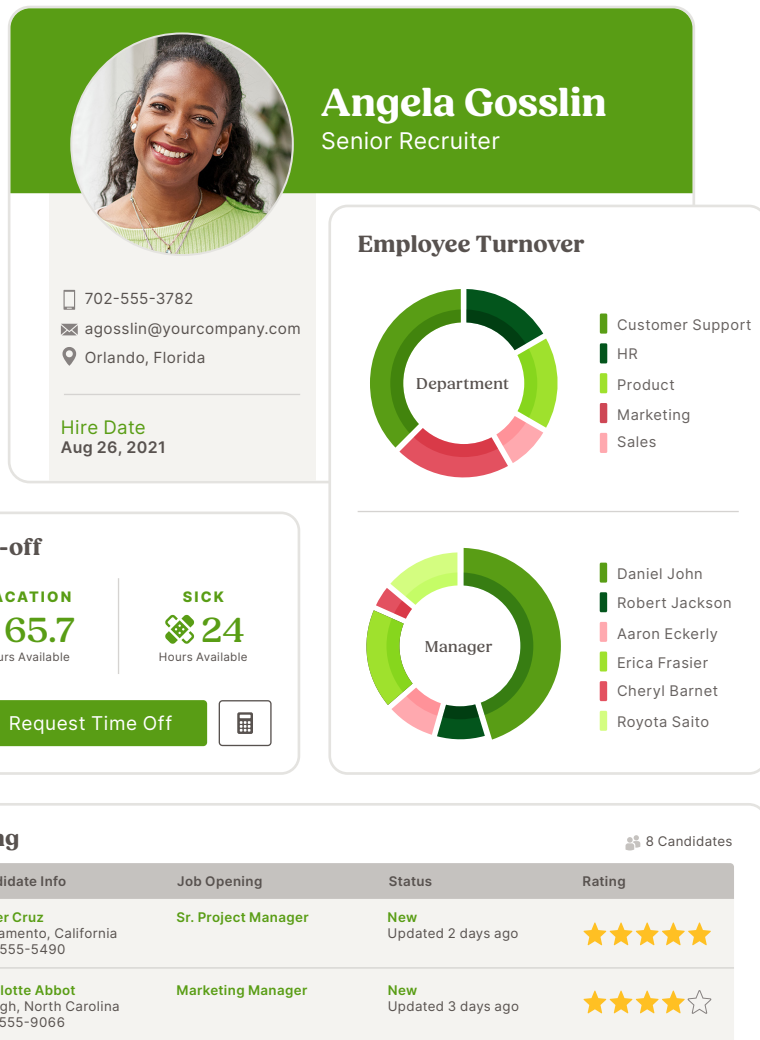 Angela Gosslin
Senior Recruiter
702-555-3782
agosslin@yourcompany.com
Orlando, Florida
Hire Date
Aug 26, 2021
Employee Turnover
Department
Customer Support
HR
Product
Marketing
Sales
Manager
Daniel John
Robert Jackson
Aaron Eckerly
Erica Frasier
Cheryl Barnet
Royota Saito
-off
ACATION
65.7
urs Available
SICK
24
Hours Available
Request Time Off
ng
8 Candidates
didate Info Job Opening Status Rating
er Cruz Sr. Project Manager New
amento, California Updated 2 days ago
555-5490
lotte Abbot Marketing Manager New
gh, North Carolina Updated 3 days ago
555-9066